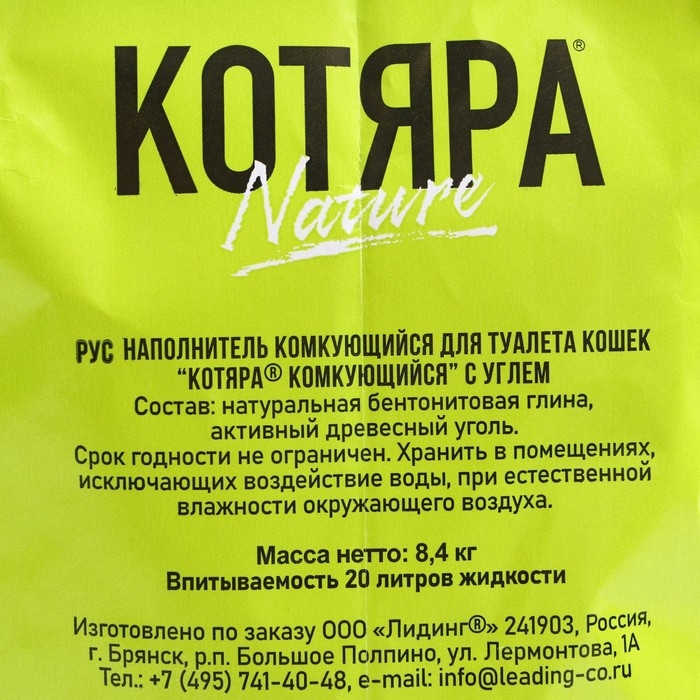 КОТЯРА®
Nature
РУС НАПОЛНИТЕЛЬ КОМКУЮЩИЙСЯ ДЛЯ ТУАЛЕТА КОШЕК
“КОТЯРА® КОМКУЮЩИЙСЯ” С УГЛЕМ
Состав: натуральная бентонитовая глина,
активный древесный уголь.
Срок годности не ограничен. Хранить в помещениях,
исключающих воздействие воды, при естественной
влажности окружающего воздуха.
Масса нетто: 8,4 кг
Впитываемость 20 литров жидкости
Изготовлено по заказу ООО «Лидинг®» 241903, Россия,
г. Брянск, р.п. Большое Полпино, ул. Лермонтова, 1А
Тел.: +7 (495) 741-40-48, e-mail: info@leading-co.ru